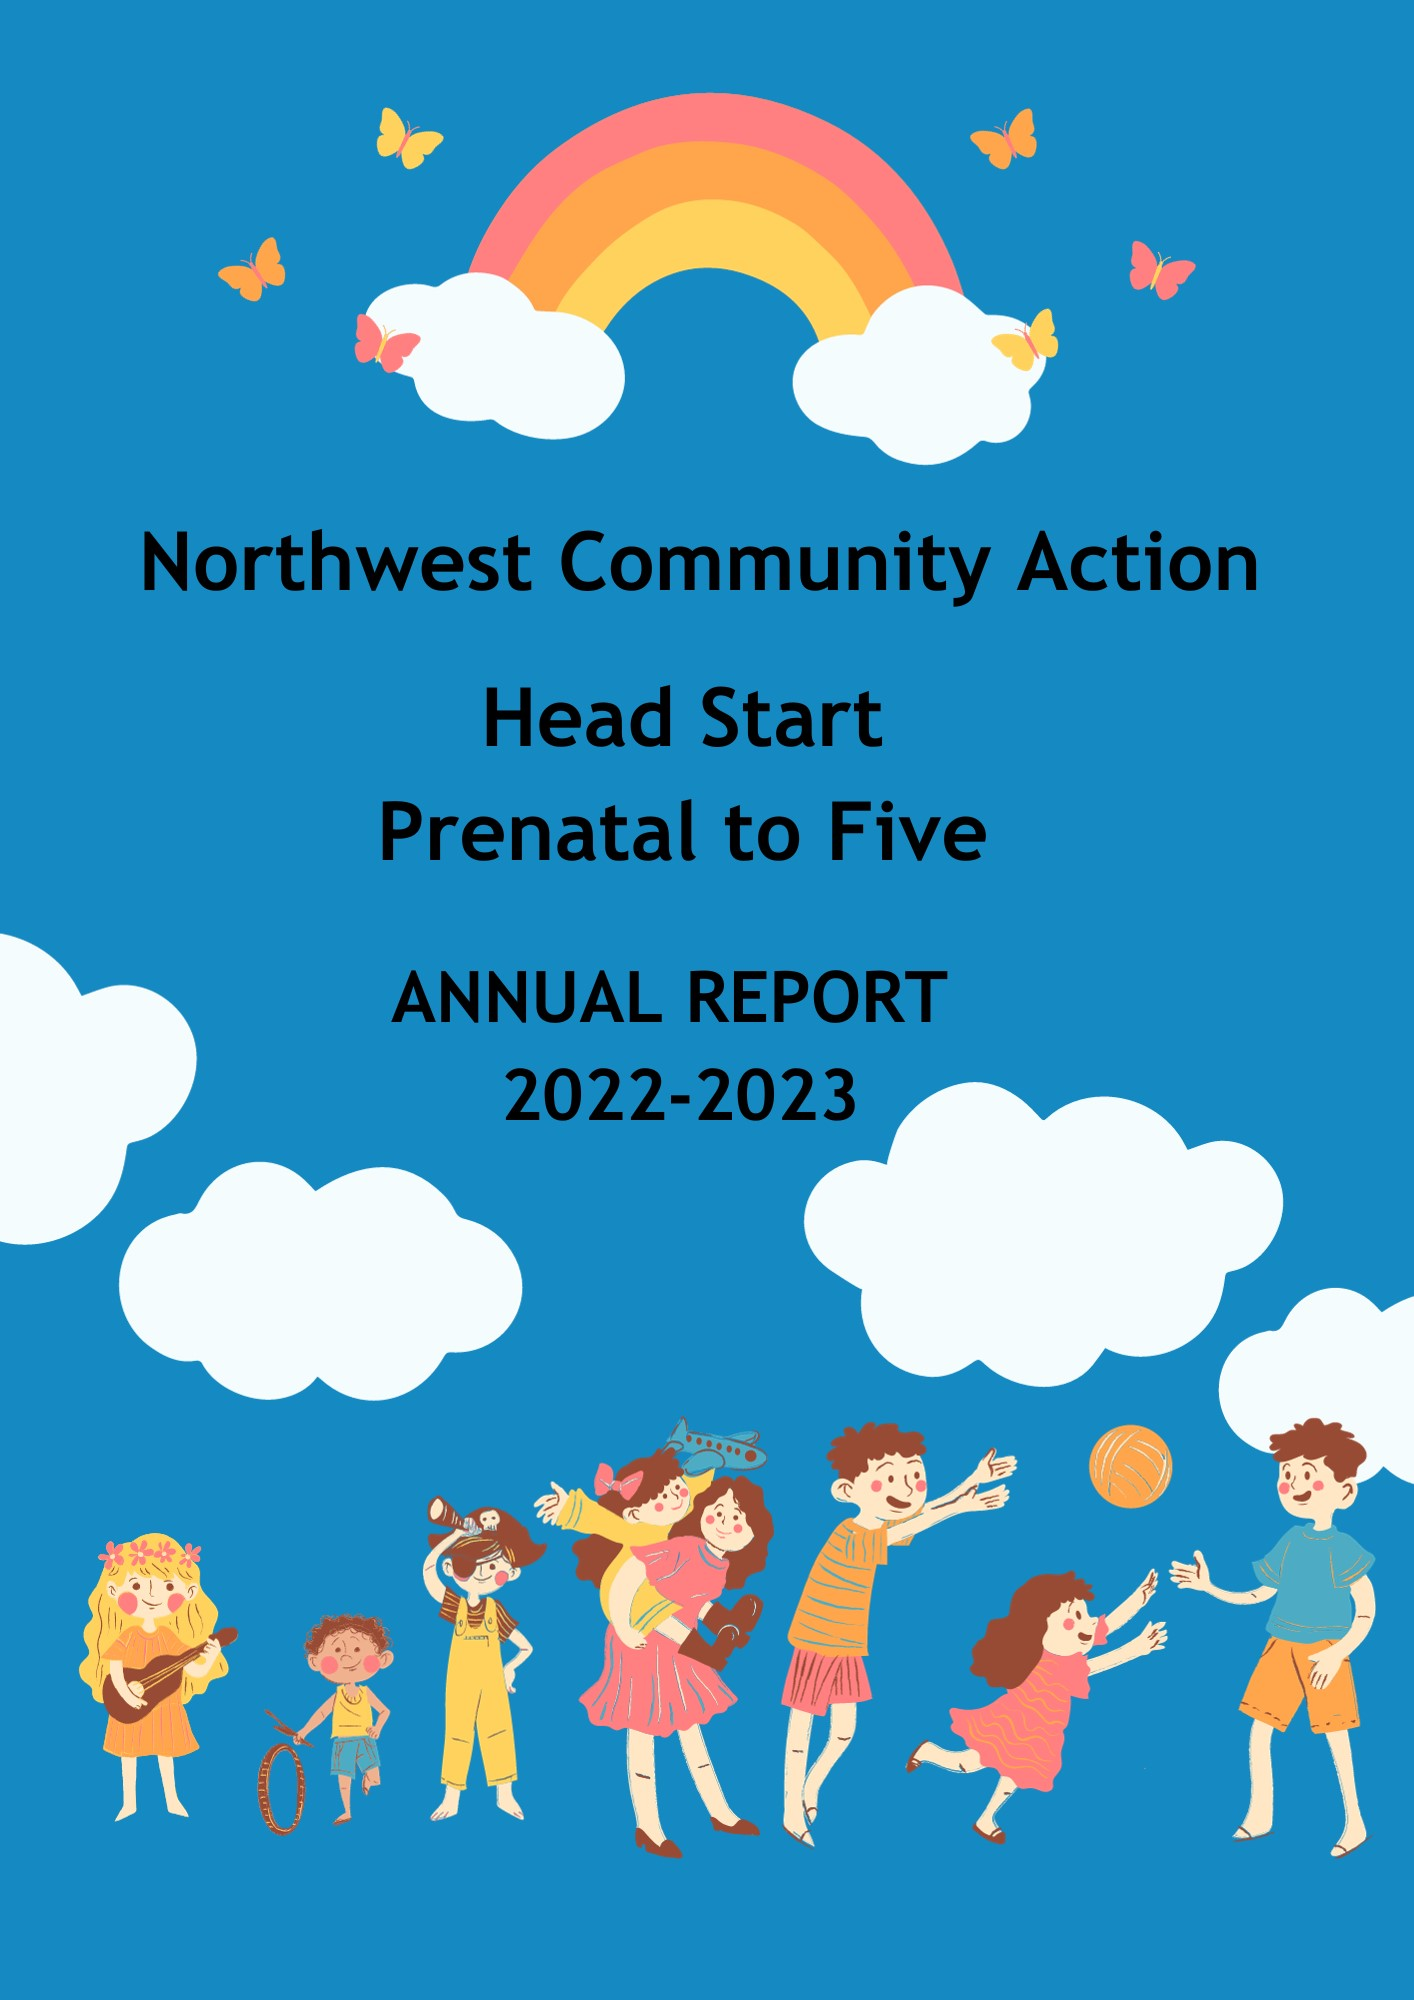 Northwest Community Action
Head Start
Prenatal to Five
ANNUAL REPORT
2022-2023